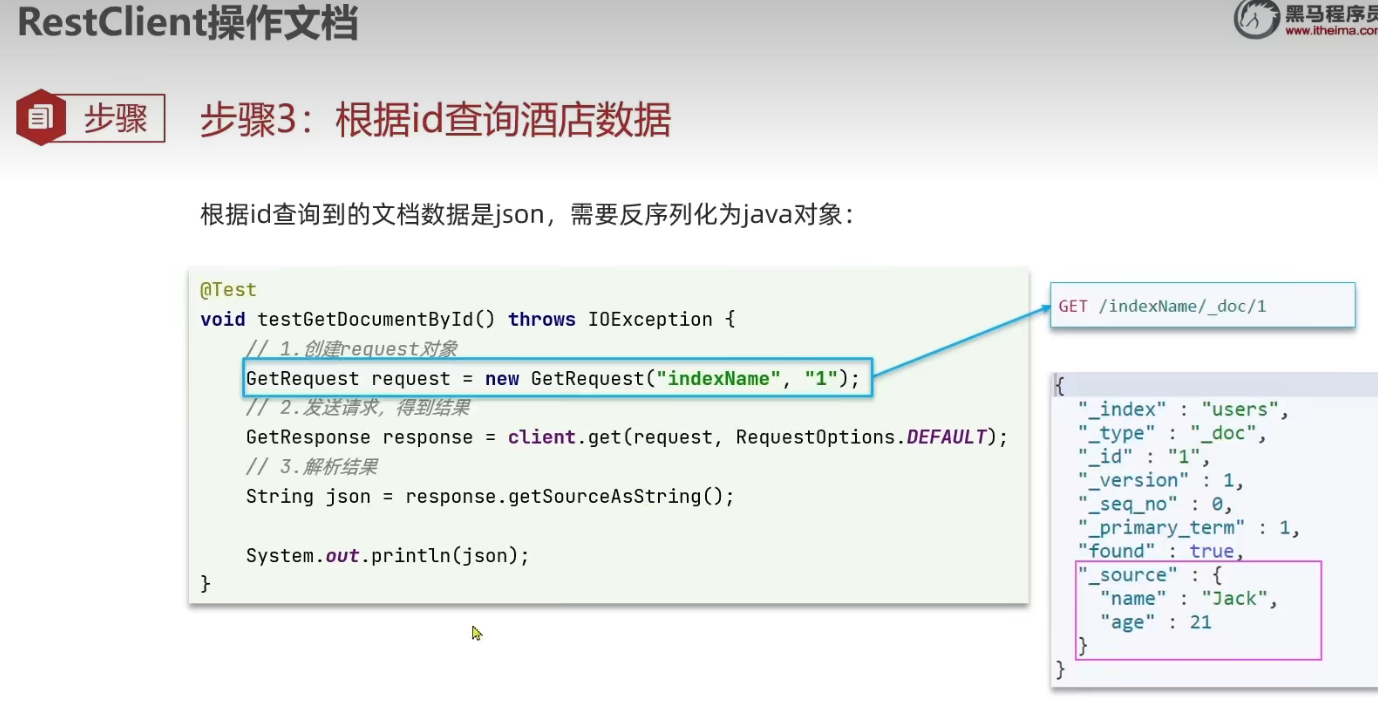 RestClient操作文档
黑马程序员
www.itheima.com
步骤
步骤3：根据id查询酒店数据
根据id查询到的文档数据是json，需要反序列化为java对象：
@Test
void testGetDocumentById() throws IOException {
// 1.创建request对象
GetRequest request = new GetRequest("indexName", "1");
// 2.发送请求，得到结果
GetResponse response = client.get(request, RequestOptions.DEFAULT);
// 3.解析结果
String json = response.getSourceAsString();
System.out.println(json);
}
GET /indexName/_doc/1
{
"_index" : "users",
"_type" : "_doc",
"_id" : "1",
"_version" : 1,
"_seq_no" : 0,
"_primary_term" : 1,
"found" : true,
"_source" : {
"name" : "Jack",
"age" : 21
}
}